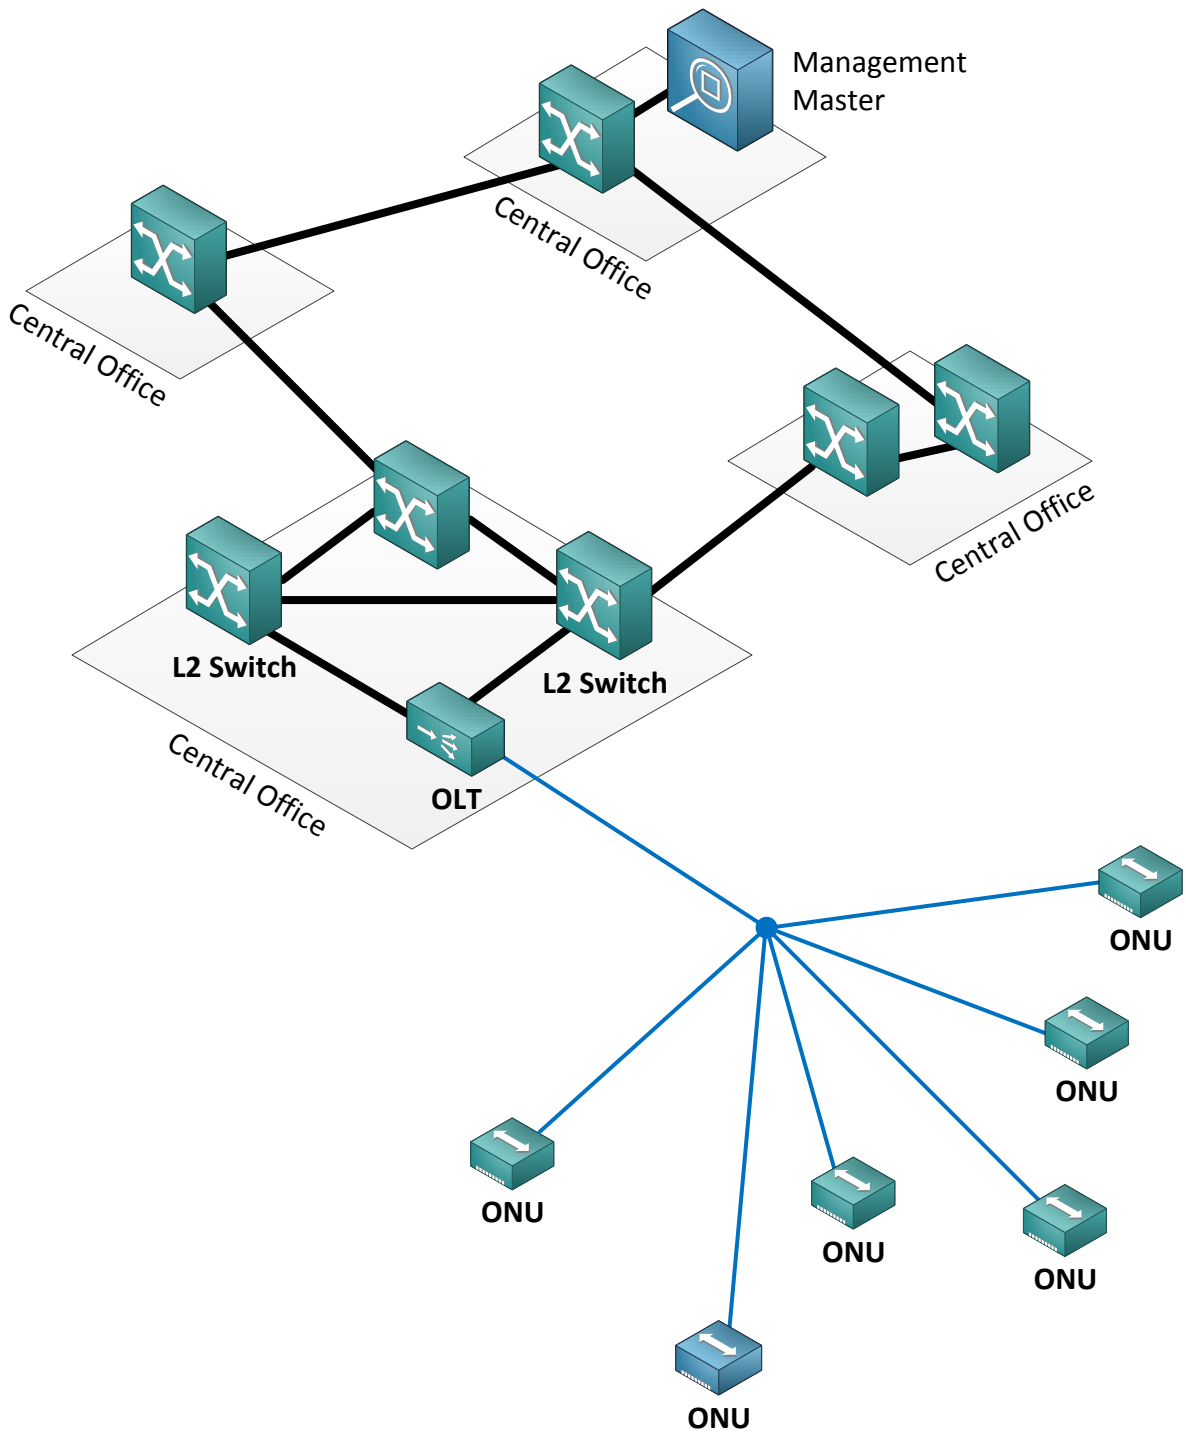 Management
Master
Central Office
Central Office
Central Office
L2 Switch
L2 Switch
Central Office
OLT
ONU
ONU
ONU
ONU
ONU
ONU